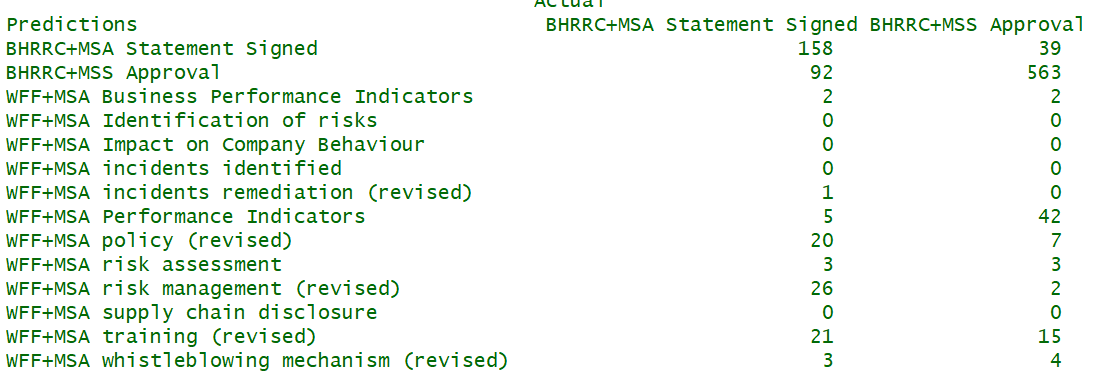 Actual
Predictions BHRRC+MSA Statement Signed BHRRC+MSS Approval
BHRRC+MSA Statement Signed 158 39
BHRRC+MSS Approval 92 563
WFF+MSA Business Performance Indicators 2 2
WFF+MSA Identification of risks 0 0
WFF+MSA Impact on Company Behaviour 0 0
WFF+MSA incidents identified 0 0
WFF+MSA incidents remediation (revised) 1 0
WFF+MSA Performance Indicators 5 42
WFF+MSA policy (revised) 20 7
WFF+MSA risk assessment 3 3
WFF+MSA risk management (revised) 26 2
WFF+MSA supply chain disclosure 0 0
WFF+MSA training (revised) 21 15
WFF+MSA whistleblowing mechanism (revised) 3 4